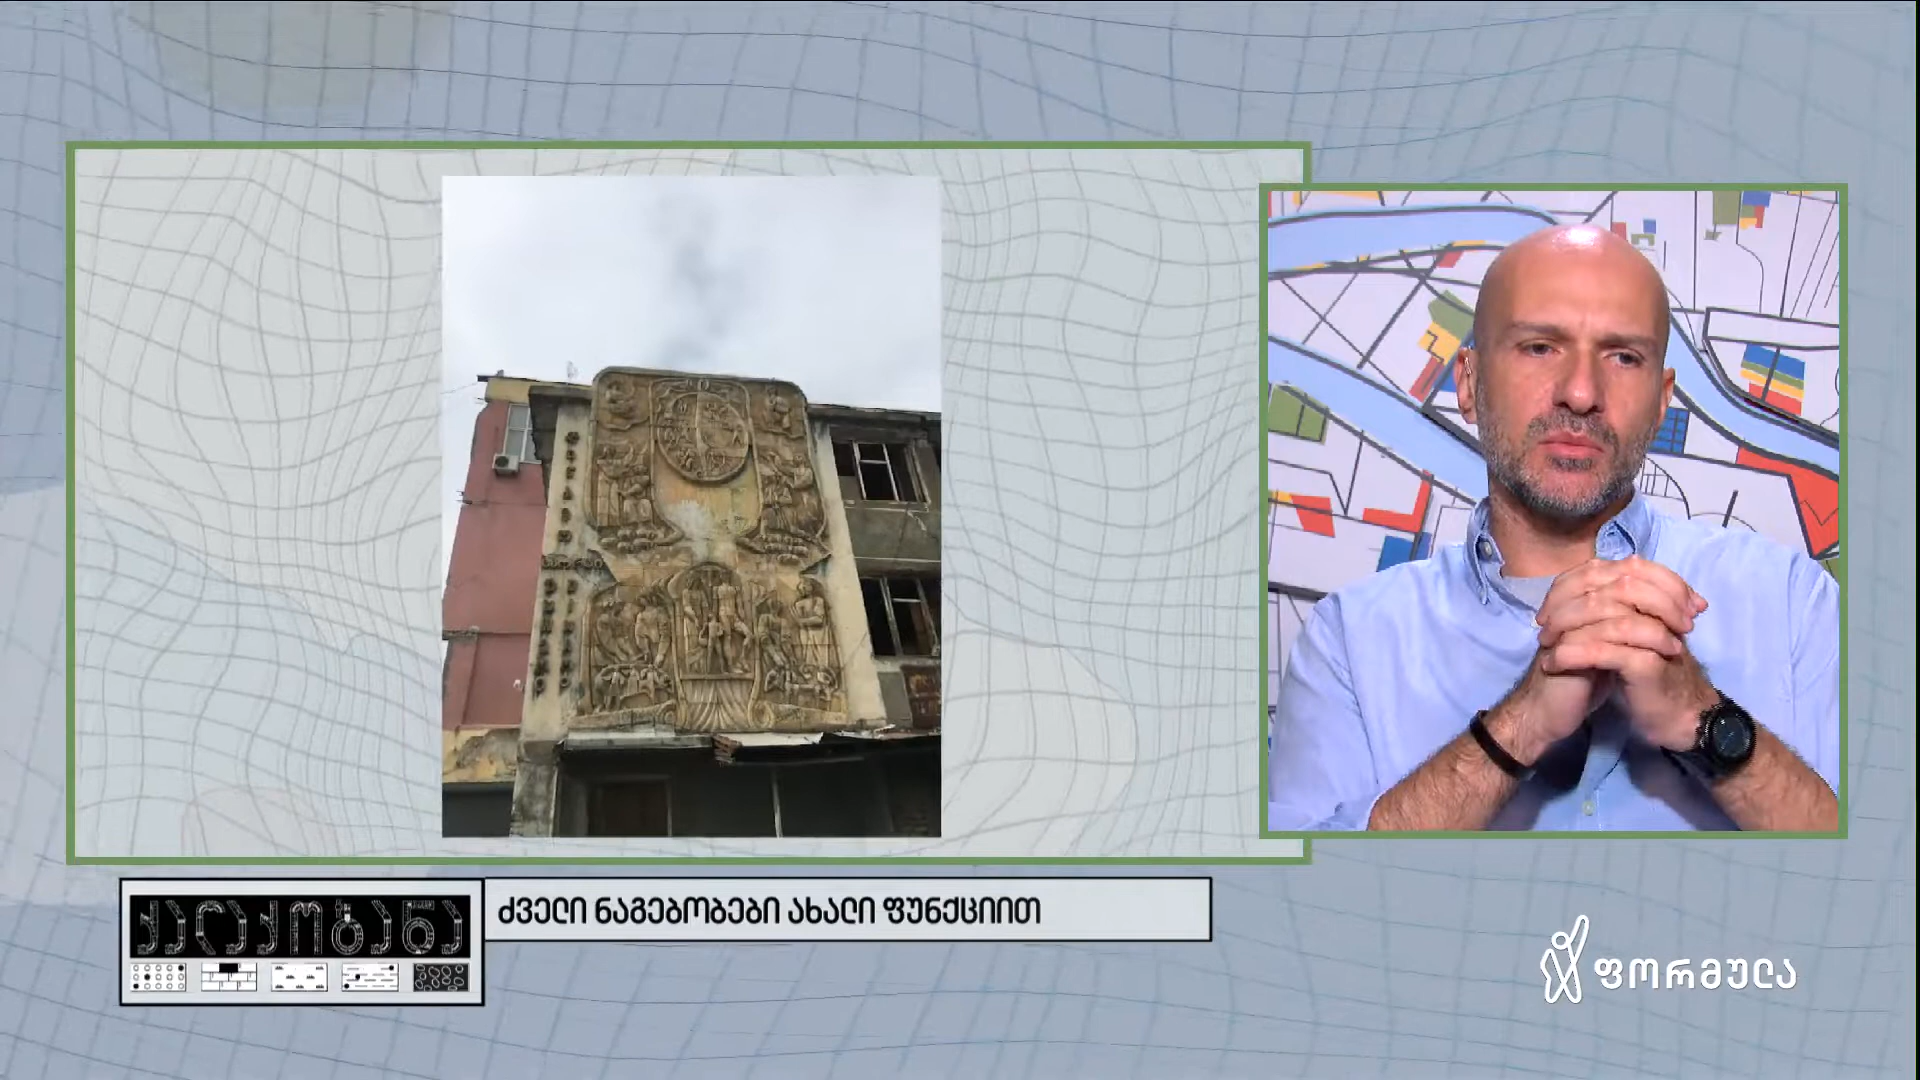 ქალაქობანა
ძველი ნაგებობები ახალი ფუნქციით
ფორმულა